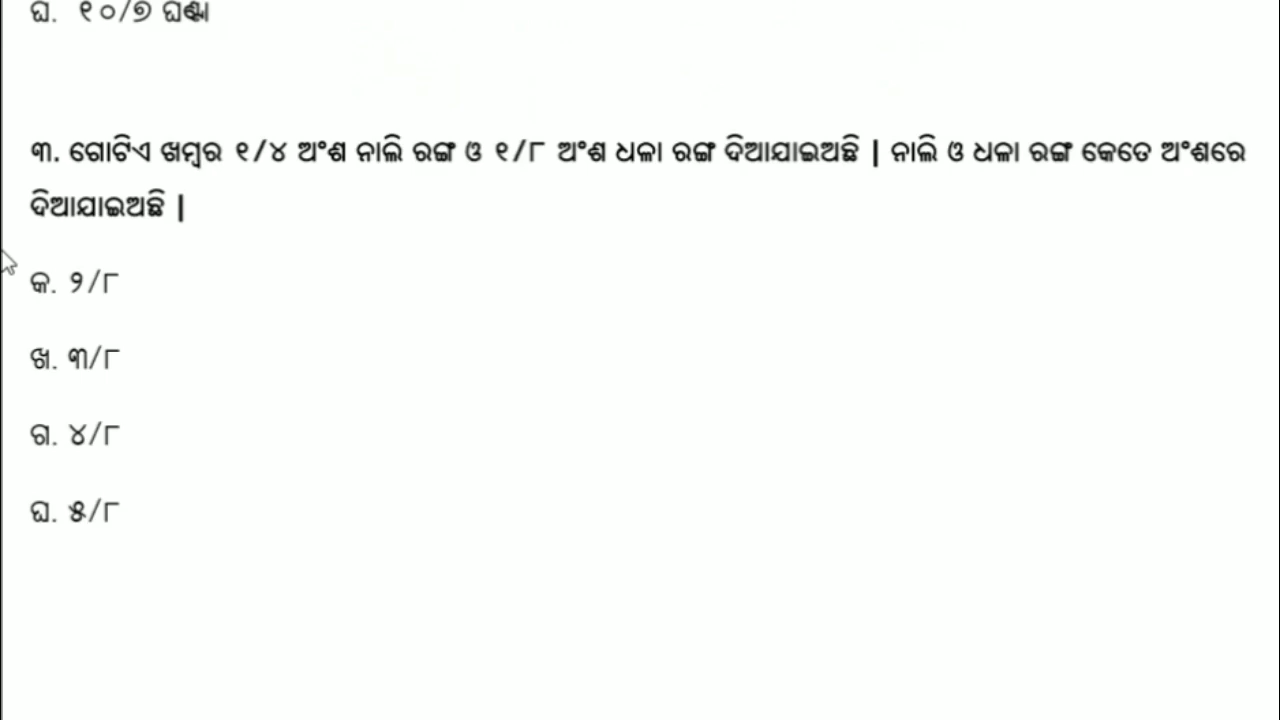 ଘ. ୧୦/୭ ଘଣ୍ଟା
୩. ଗୋଟିଏ ଖମ୍ବର ୧/୪ ଅଂଶ ନାଲି ରଙ୍ଗ ଓ ୧/୮ ଅଂଶ ଧଳା ରଙ୍ଗ ଦିଆଯାଇଅଛି | ନାଲି ଓ ଧଳା ରଙ୍ଗ କେତେ ଅଂଶରେ
ଦିଆଯାଇଅଛି |
କ. ୨/୮
ଖ. ୩/୮
ଗ. ୪/୮
ଘ. ୫/୮